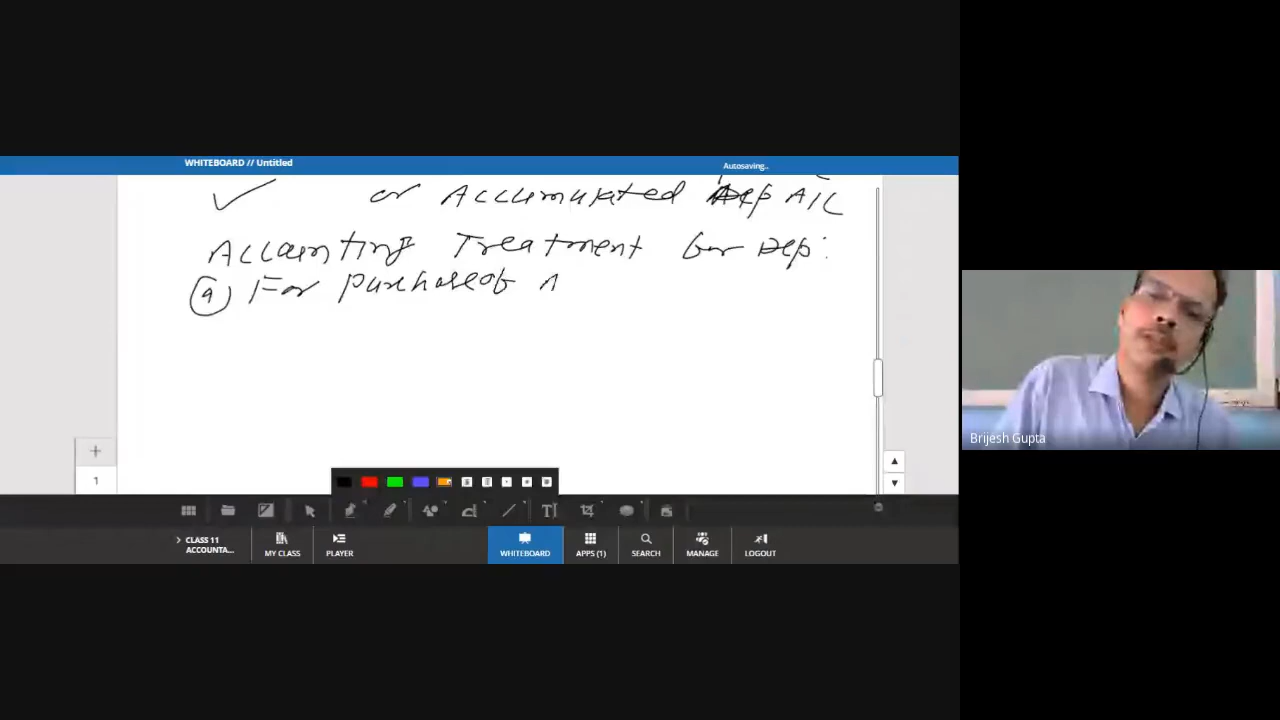 WHITEBOARD // Untitled
Autosaving..
or Accumulated Dep A/C
Accounting Treatment for Dep:
(a) For purchase of A
Brijesh Gupta
1
CLASS 11
ACCOUNTA...
MY CLASS
PLAYER
WHITEBOARD
APPS (1)
SEARCH
MANAGE
LOGOUT